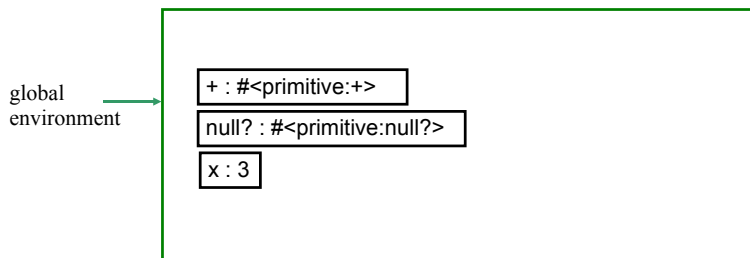 + : #<primitive:+>
global
environment
null? : #<primitive:null?>
x : 3